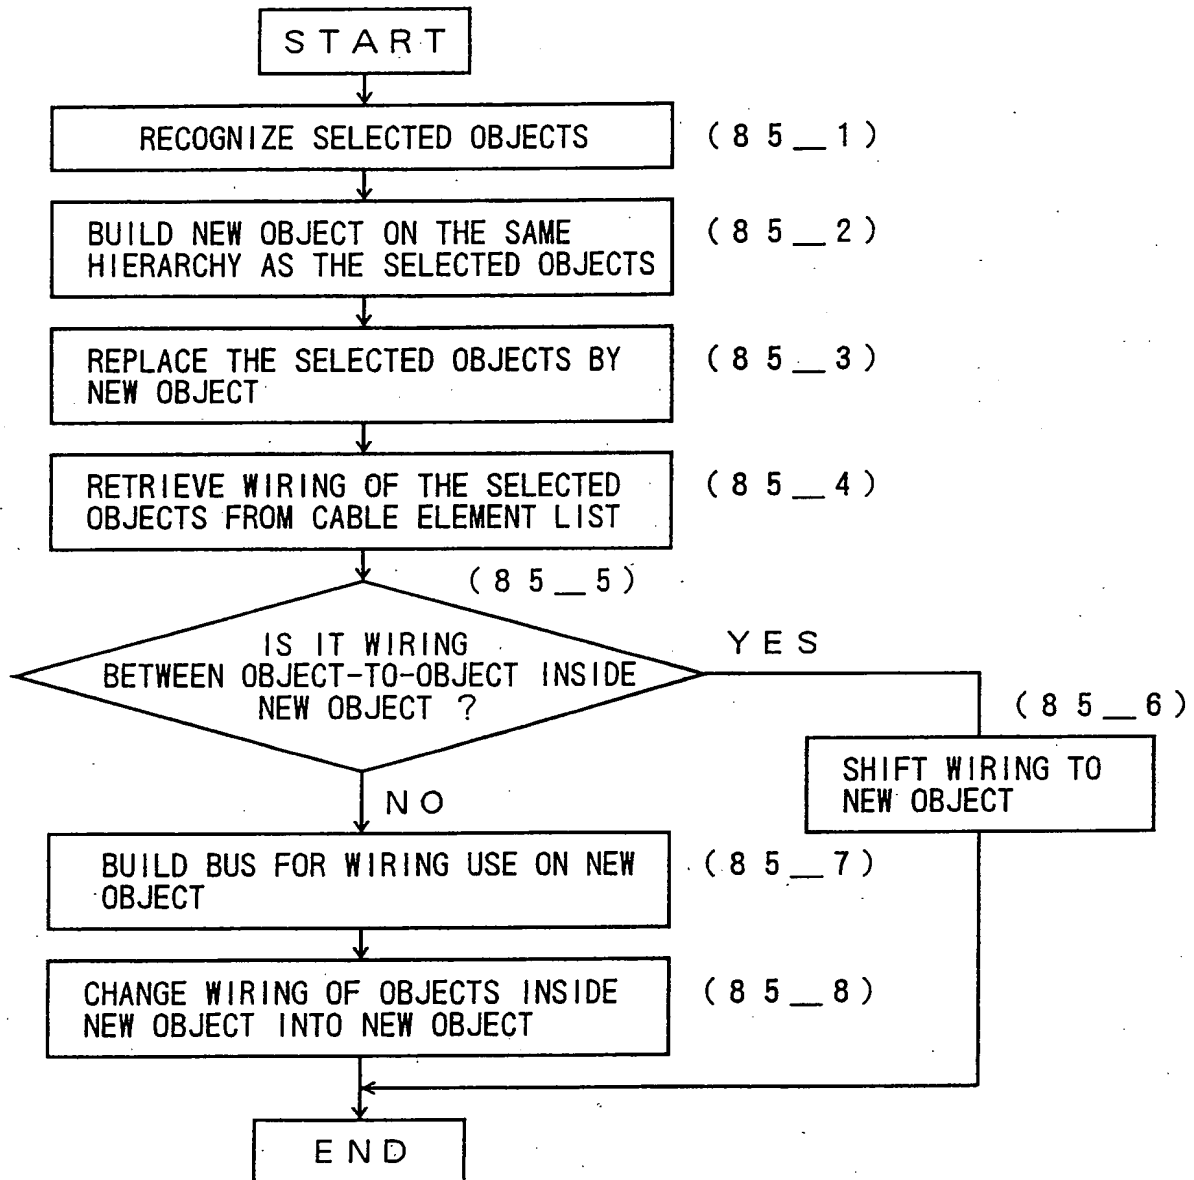 START
RECOGNIZE SELECTED OBJECTS
(85_1)
BUILD NEW OBJECT ON THE SAME
HIERARCHY AS THE SELECTED OBJECTS
(85_2)
REPLACE THE SELECTED OBJECTS BY
NEW OBJECT
(85_3)
RETRIEVE WIRING OF THE SELECTED
OBJECTS FROM CABLE ELEMENT LIST
(85_4)
(85_5)
IS IT WIRING
BETWEEN OBJECT-TO-OBJECT INSIDE
NEW OBJECT ?
YES
(85_6)
SHIFT WIRING TO
NEW OBJECT
NO
BUILD BUS FOR WIRING USE ON NEW
OBJECT
(85_7)
CHANGE WIRING OF OBJECTS INSIDE
NEW OBJECT INTO NEW OBJECT
(85_8)
END